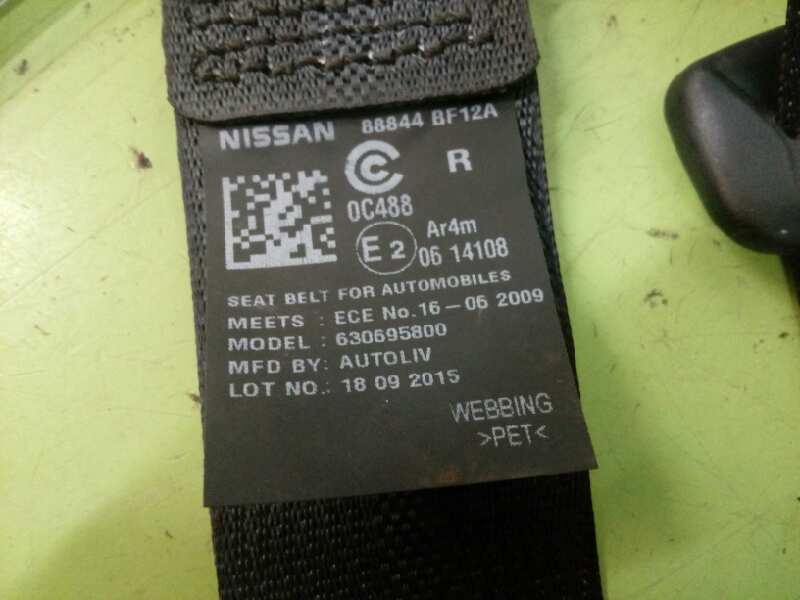 NISSAN 88844 BF12A
C R
0C488
E2 Ar4m
06 14108
SEAT BELT FOR AUTOMOBILES
MEETS : ECE No.16-06 2009
MODEL : 630695800
MFD BY: AUTOLIV
LOT NO.: 18 09 2015
WEBBING
>PET<